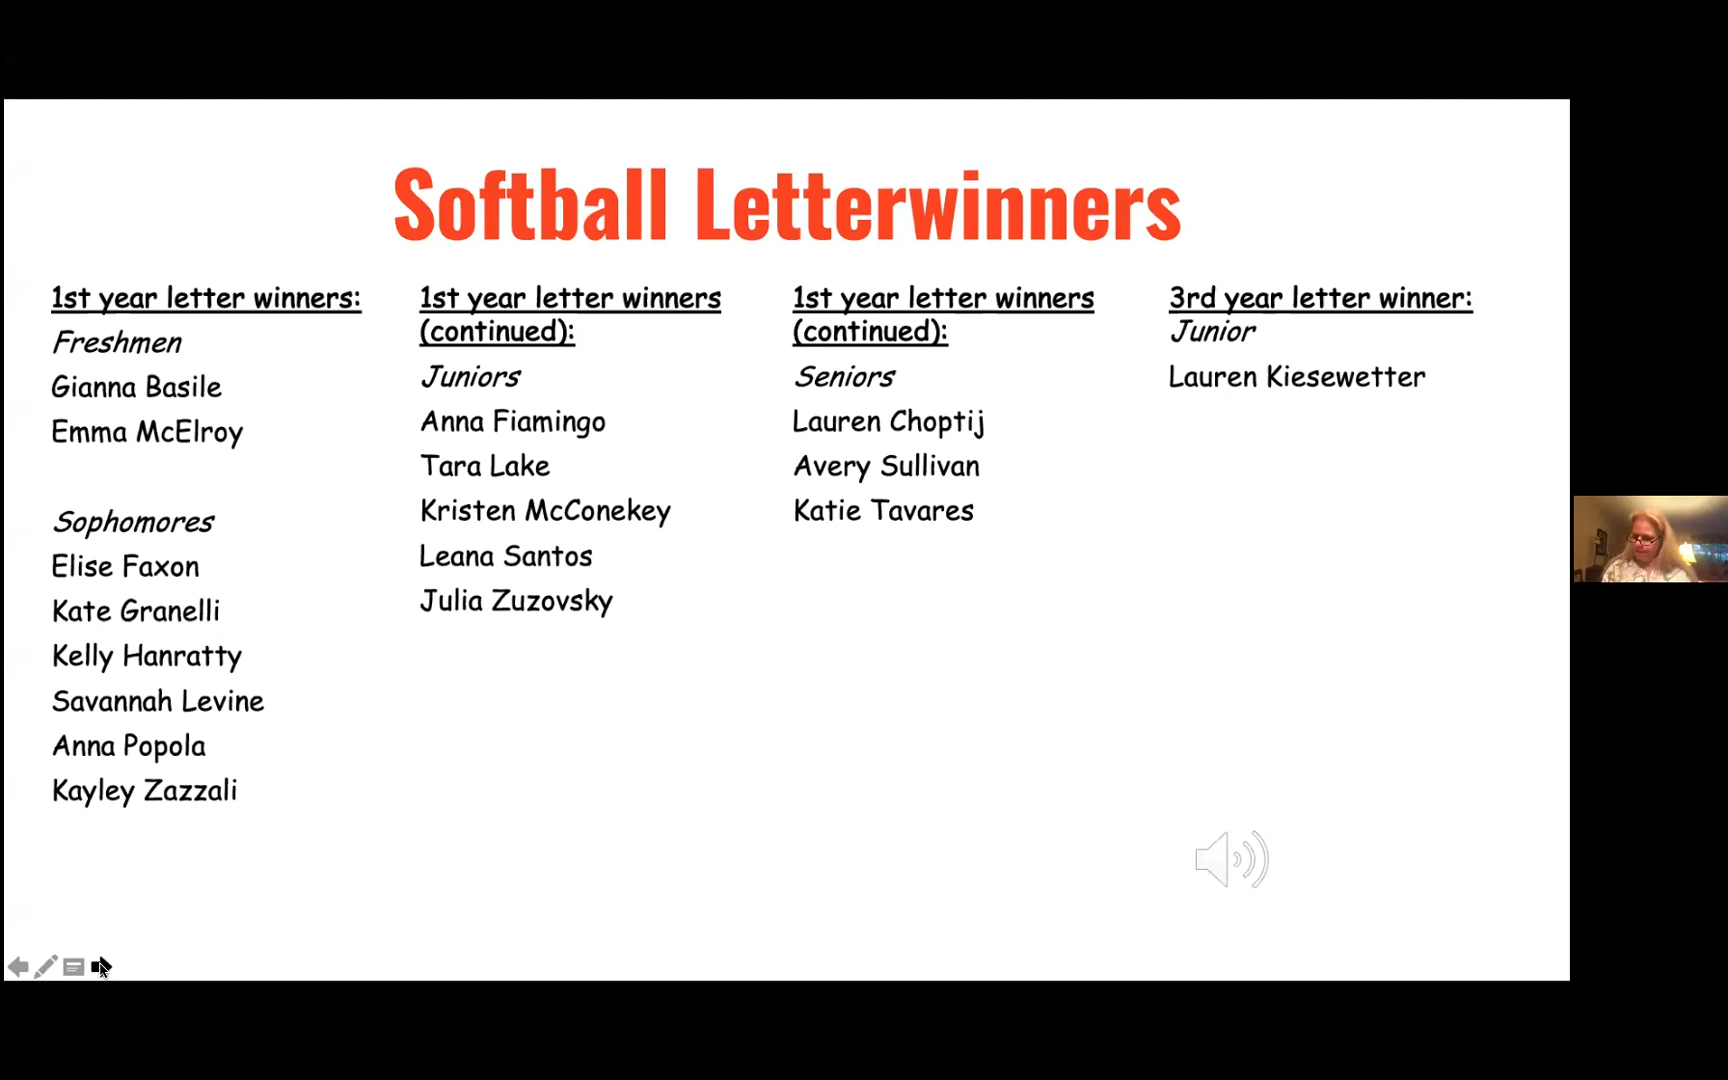 Softball Letterwinners
1st year letter winners:
Freshmen
Gianna Basile
Emma McElroy
Sophomores
Elise Faxon
Kate Granelli
Kelly Hanratty
Savannah Levine
Anna Popola
Kayley Zazzali
1st year letter winners
(continued):
Juniors
Anna Fiamingo
Tara Lake
Kristen McConekey
Leana Santos
Julia Zuzovsky
1st year letter winners
(continued):
Seniors
Lauren Choptij
Avery Sullivan
Katie Tavares
3rd year letter winner:
Junior
Lauren Kiesewetter